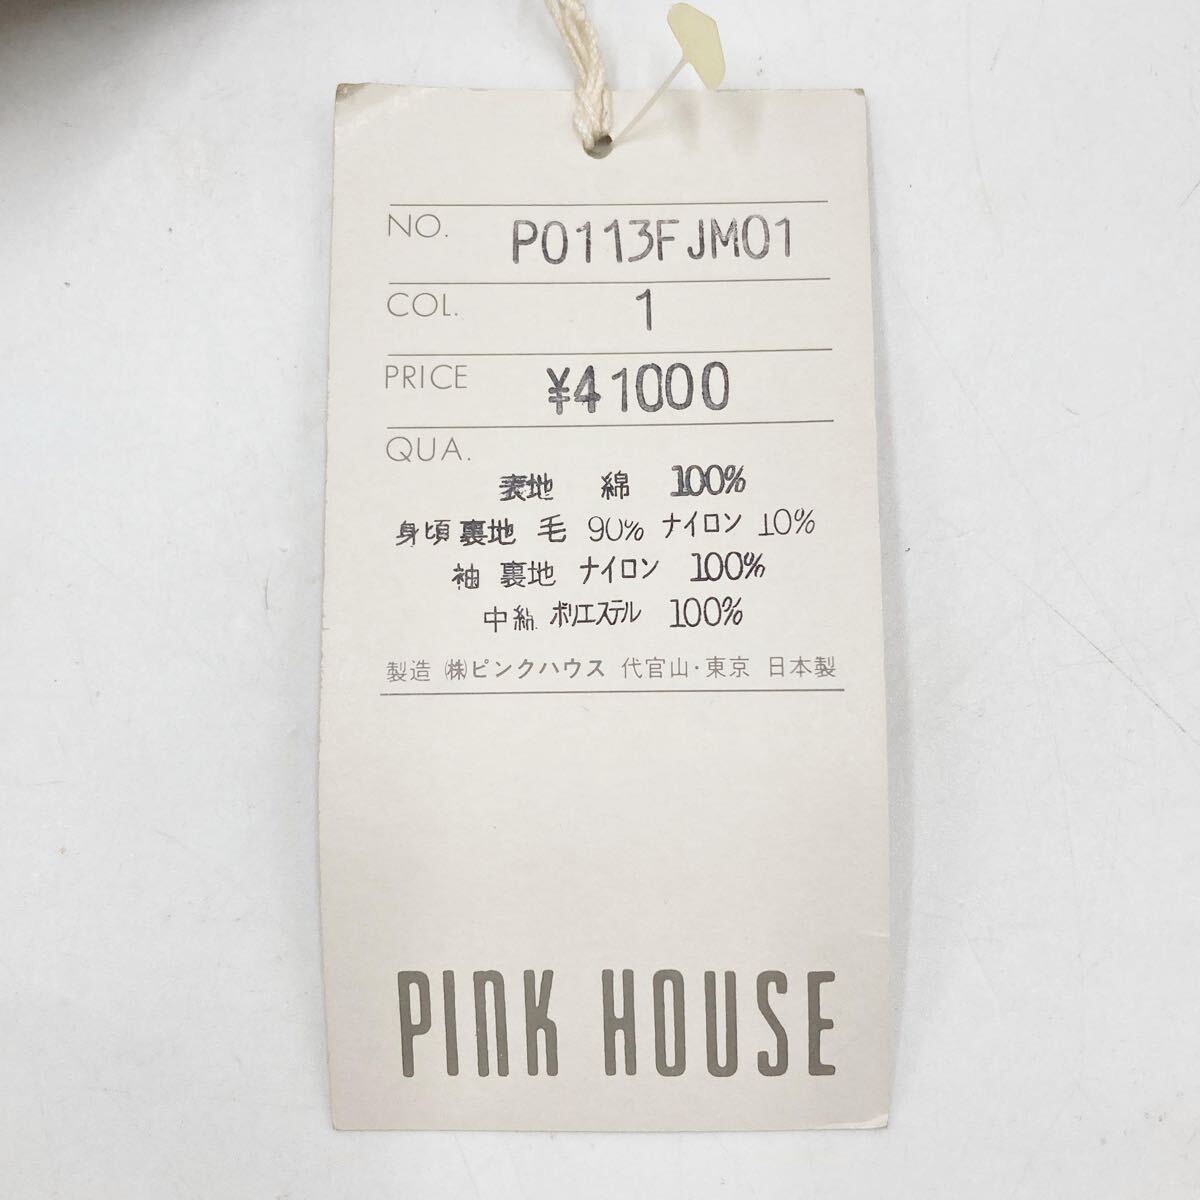 NO. P0113FJM01
COL. 1
PRICE ¥41000
QUA.
表地 綿 100%
身頃 裏地 毛 90% ナイロン 10%
袖 裏地 ナイロン 100%
中綿 ポリエステル 100%
製造 ㈱ピンクハウス 代官山・東京 日本製
PINK HOUSE